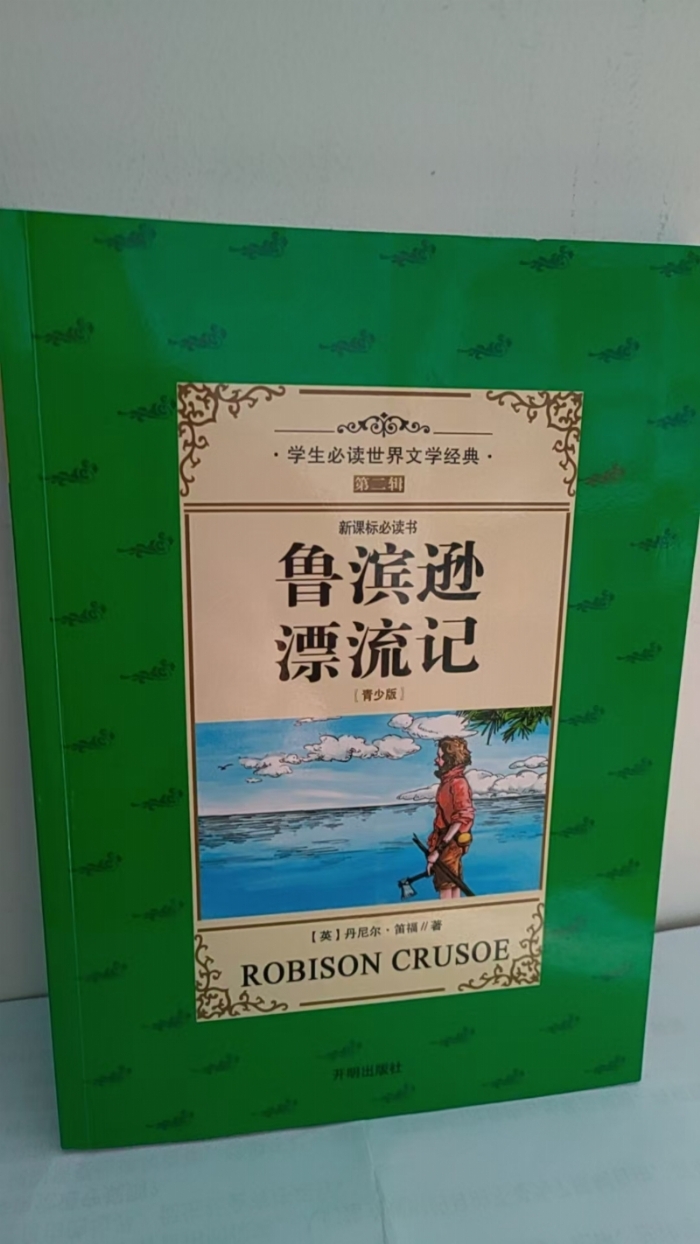 ·学生必读世界文学经典·
第二辑
新课标必读书
鲁滨逊
漂流记
[青少版]
【英】丹尼尔·笛福//著
ROBISON CRUSOE
开明出版社